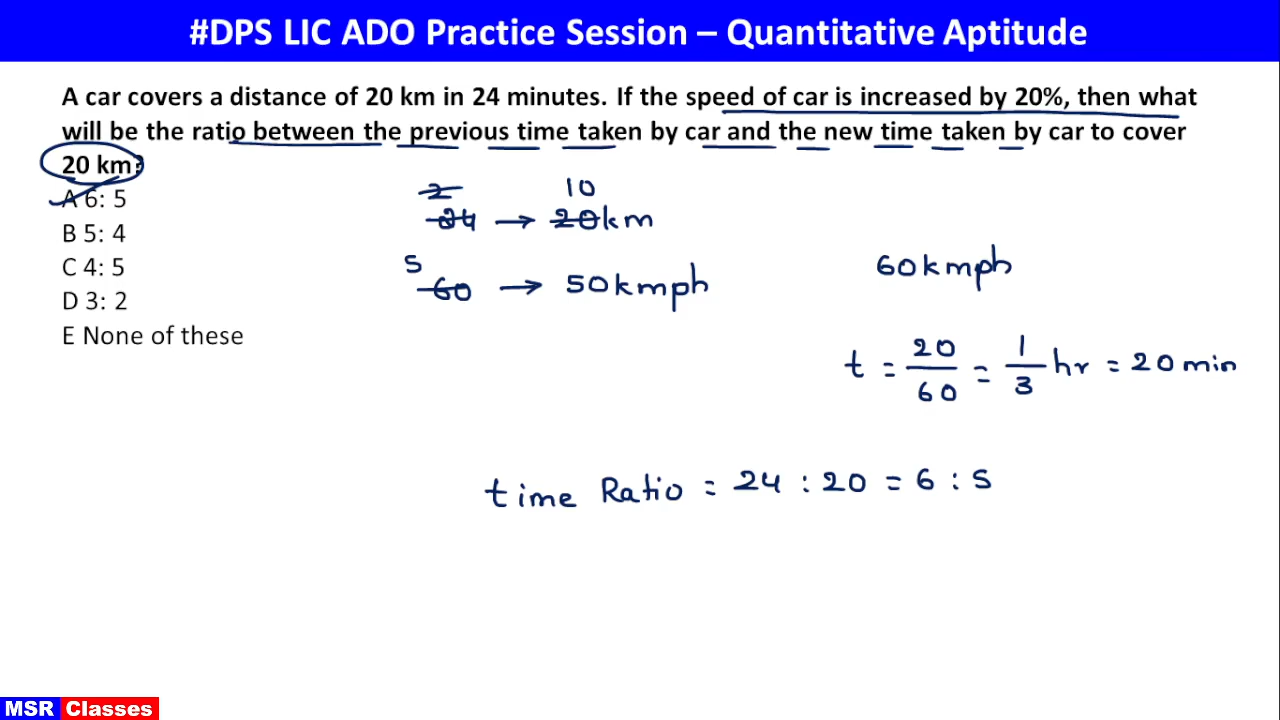 #DPS LIC ADO Practice Session – Quantitative Aptitude
A car covers a distance of 20 km in 24 minutes. If the speed of car is increased by 20%, then what
will be the ratio between the previous time taken by car and the new time taken by car to cover
20 km?
A 6: 5
B 5: 4
C 4: 5
D 3: 2
E None of these
2 10
24 → 20km
5
60 → 50kmph
60kmph
t = 20/60 = 1/3 hr = 20min
time Ratio = 24 : 20 = 6 : 5
MSR Classes